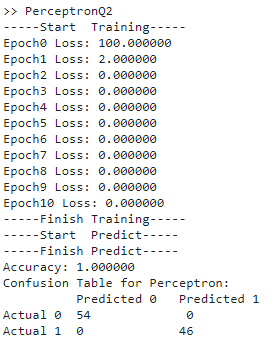 >> PerceptronQ2
-----Start  Training-----
Epoch0 Loss: 100.000000
Epoch1 Loss: 2.000000
Epoch2 Loss: 0.000000
Epoch3 Loss: 0.000000
Epoch4 Loss: 0.000000
Epoch5 Loss: 0.000000
Epoch6 Loss: 0.000000
Epoch7 Loss: 0.000000
Epoch8 Loss: 0.000000
Epoch9 Loss: 0.000000
Epoch10 Loss: 0.000000
-----Finish Training-----
-----Start  Predict-----
-----Finish Predict-----
Accuracy: 1.000000
Confusion Table for Perceptron:
Predicted 0   Predicted 1
Actual 0  54            0
Actual 1  0            46